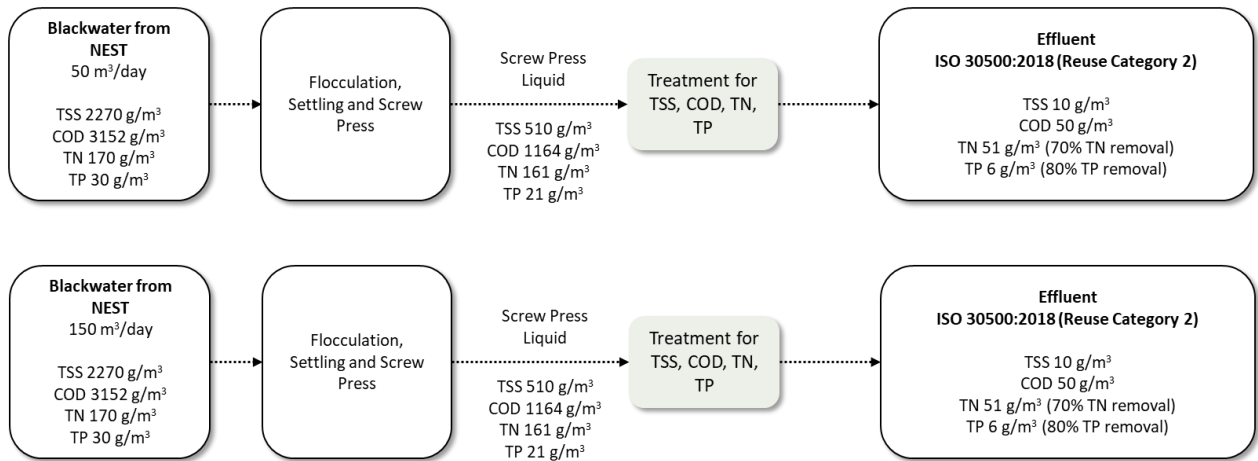 Blackwater from
NEST
50 m³/day
TSS 2270 g/m³
COD 3152 g/m³
TN 170 g/m³
TP 30 g/m³
Flocculation,
Settling and Screw
Press
Screw Press
Liquid
TSS 510 g/m³
COD 1164 g/m³
TN 161 g/m³
TP 21 g/m³
Treatment for
TSS, COD, TN,
TP
Effluent
ISO 30500:2018 (Reuse Category 2)
TSS 10 g/m³
COD 50 g/m³
TN 51 g/m³ (70% TN removal)
TP 6 g/m³ (80% TP removal)
Blackwater from
NEST
150 m³/day
TSS 2270 g/m³
COD 3152 g/m³
TN 170 g/m³
TP 30 g/m³
Flocculation,
Settling and Screw
Press
Screw Press
Liquid
TSS 510 g/m³
COD 1164 g/m³
TN 161 g/m³
TP 21 g/m³
Treatment for
TSS, COD, TN,
TP
Effluent
ISO 30500:2018 (Reuse Category 2)
TSS 10 g/m³
COD 50 g/m³
TN 51 g/m³ (70% TN removal)
TP 6 g/m³ (80% TP removal)